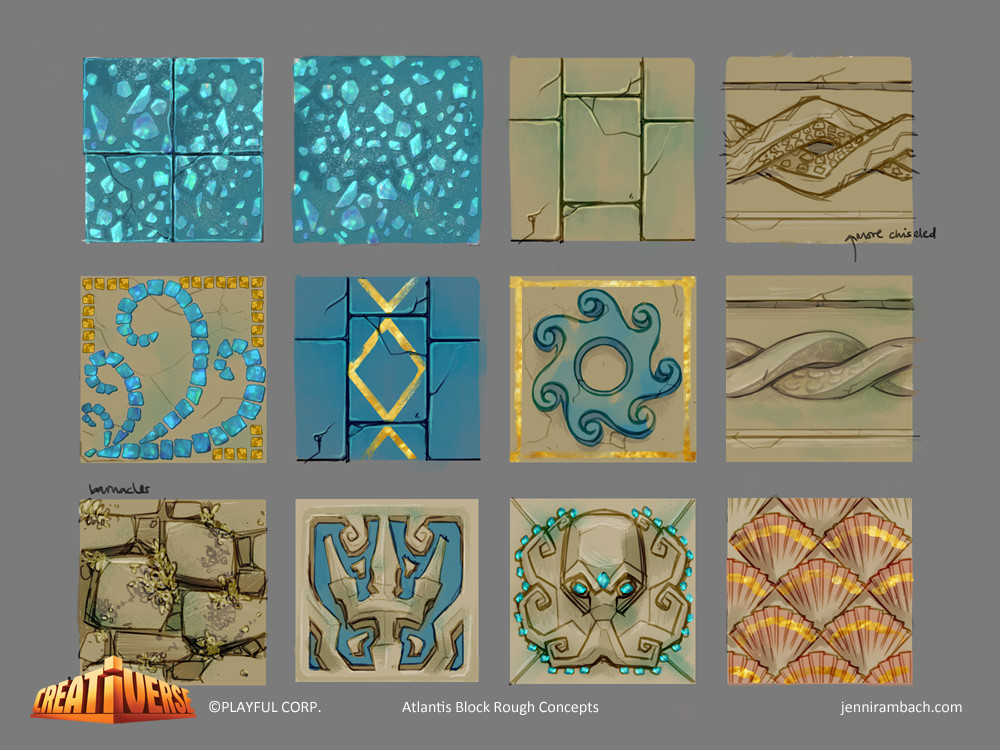 more chiseled
barnacles
CREATIVERSE
©PLAYFUL CORP.
Atlantis Block Rough Concepts
jennirambach.com